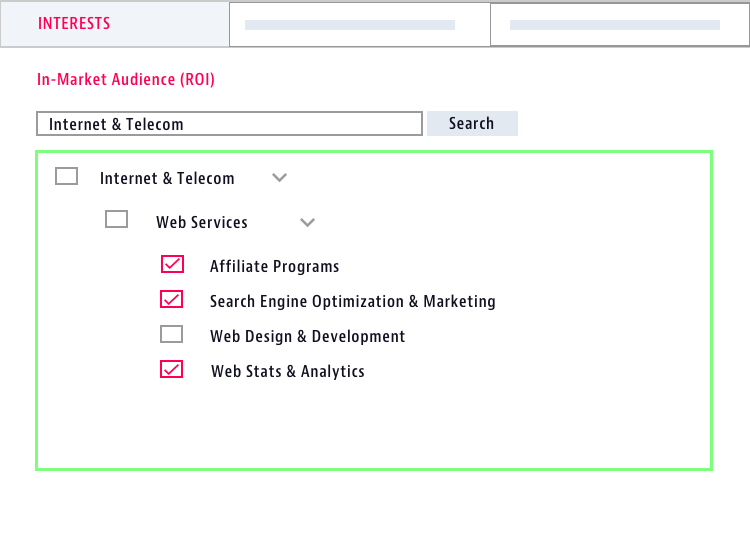 INTERESTS
In-Market Audience (ROI)
Internet & Telecom
Search
Internet & Telecom
Web Services
Affiliate Programs
Search Engine Optimization & Marketing
Web Design & Development
Web Stats & Analytics